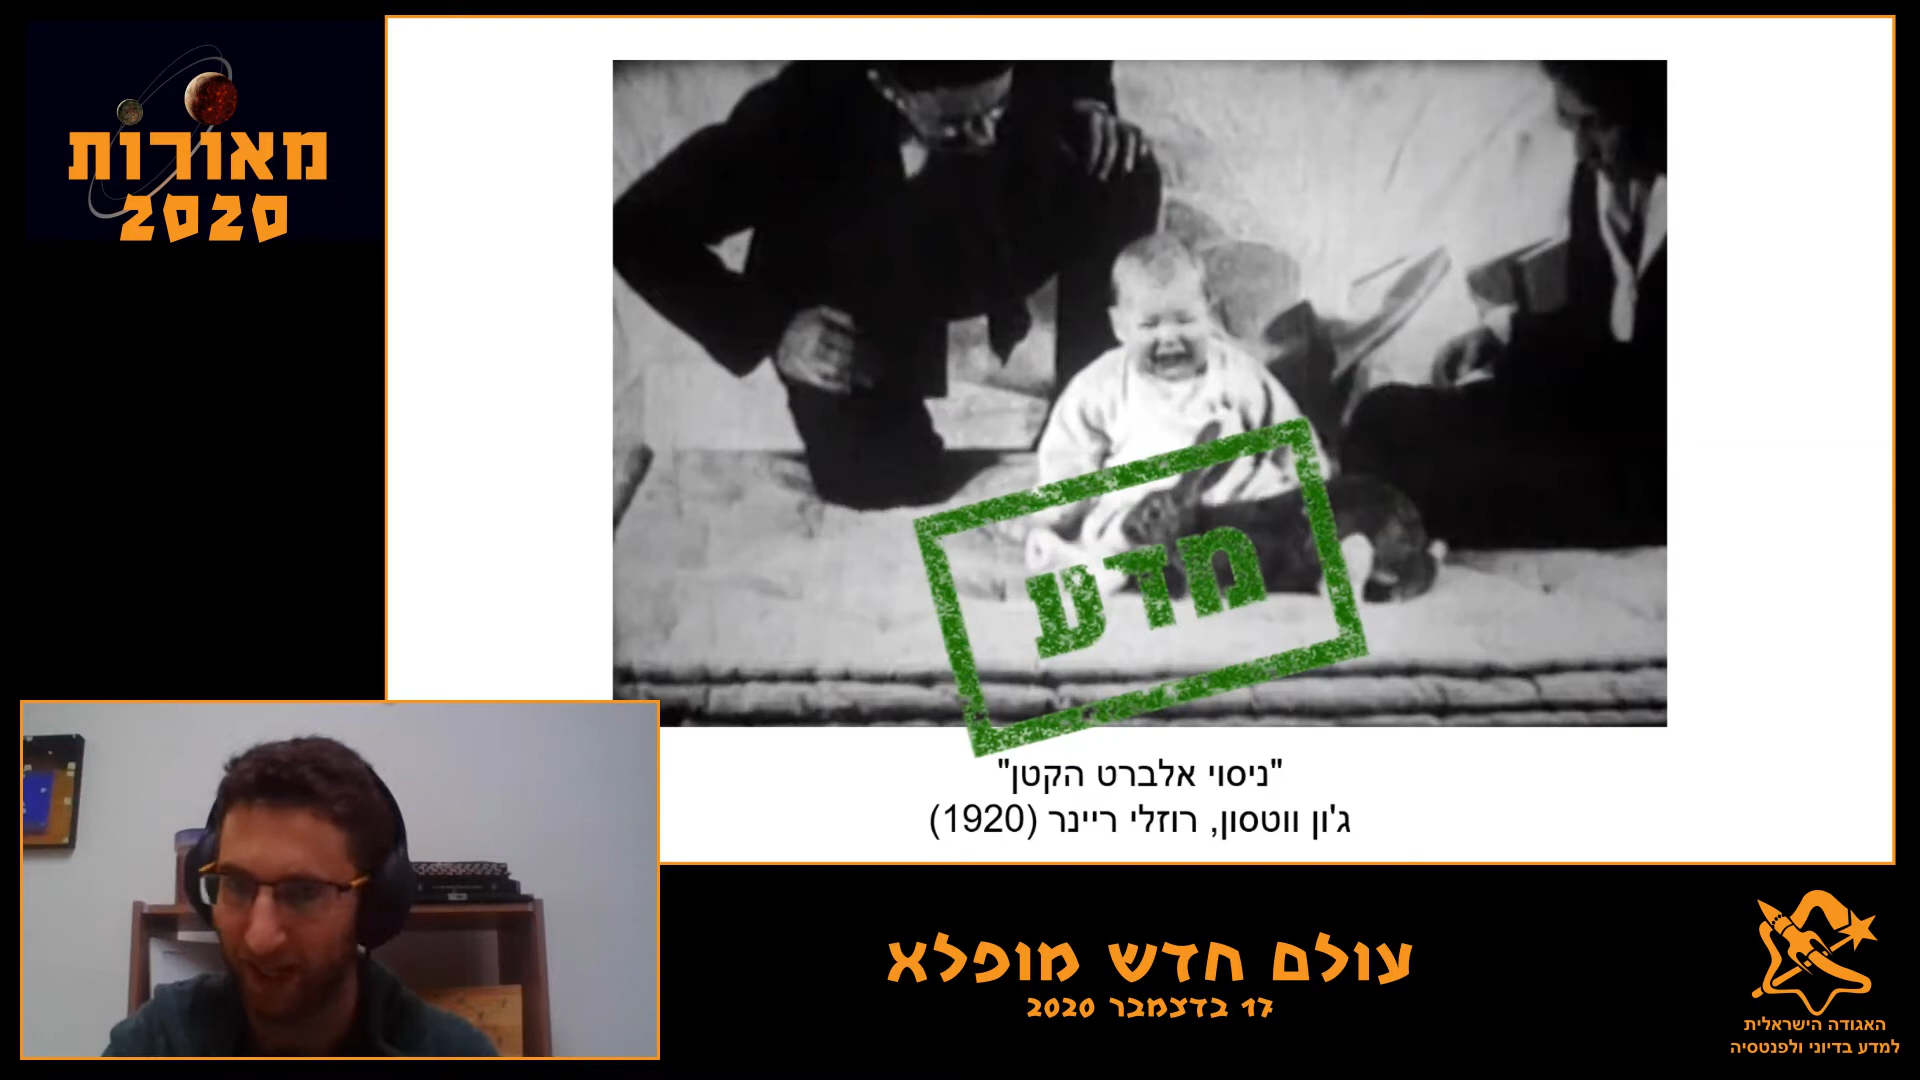 מאורות
2020
מדע
"ניסוי אלברט הקטן"
ג'ון ווטסון, רוזלי ריינר (1920)
עולם חדש מופלא
17 בדצמבר 2020
האגודה הישראלית
למדע בדיוני ולפנטסיה